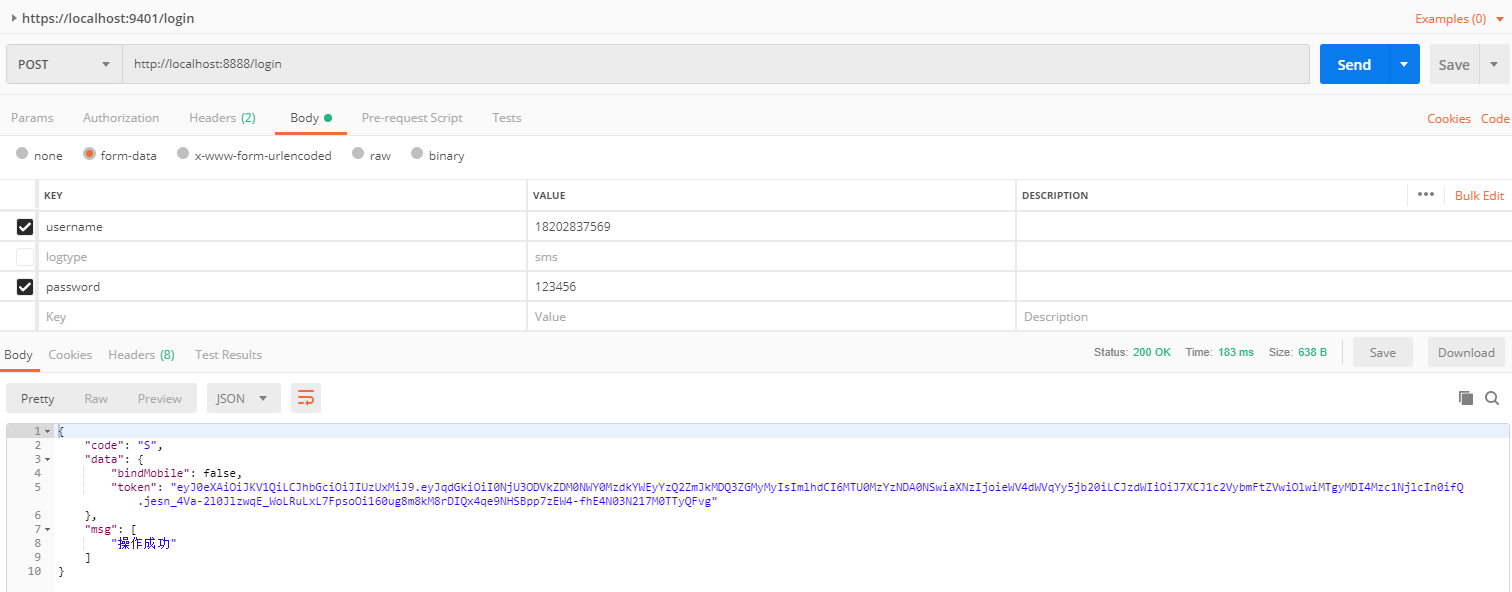 https://localhost:9401/login
Examples (0)
POST http://localhost:8888/login Send Save
Params Authorization Headers (2) Body Pre-request Script Tests Cookies Code
none form-data x-www-form-urlencoded raw binary
KEY VALUE DESCRIPTION ••• Bulk Edit
username 18202837569
logtype sms
password 123456
Key Value Description
Body Cookies Headers (8) Test Results Status: 200 OK Time: 183 ms Size: 638 B Save Download
Pretty Raw Preview JSON
1 {
2 "code": "S",
3 "data": {
4 "bindMobile": false,
5 "token": "eyJ0eXAiOiJKV1QiLCJhbGciOiJIUzUxMiJ9.eyJqdGkiOiI0NjU3ODVkZDM0NWY0MzdkYWEyYzQ2ZmJkMDQ3ZGMyMyIsImlhdCI6MTU0MzYzNDA0NSwiaXNzIjoieWV4dWVqYy5jb20iLCJzdWIiOiJ7XCJ1c2VybmFtZVwiOlwiMTgyMDI4Mzc1NjlcIn0ifQ
.jesn_4Va-2l0JlzwqE_WoLRuLxL7FpsoOi160ug8m8kM8rDIQx4qe9NHSBpp7zEW4-fhE4N03N217M0TTyQFvg"
6 },
7 "msg": [
8 "操作成功"
9 ]
10 }